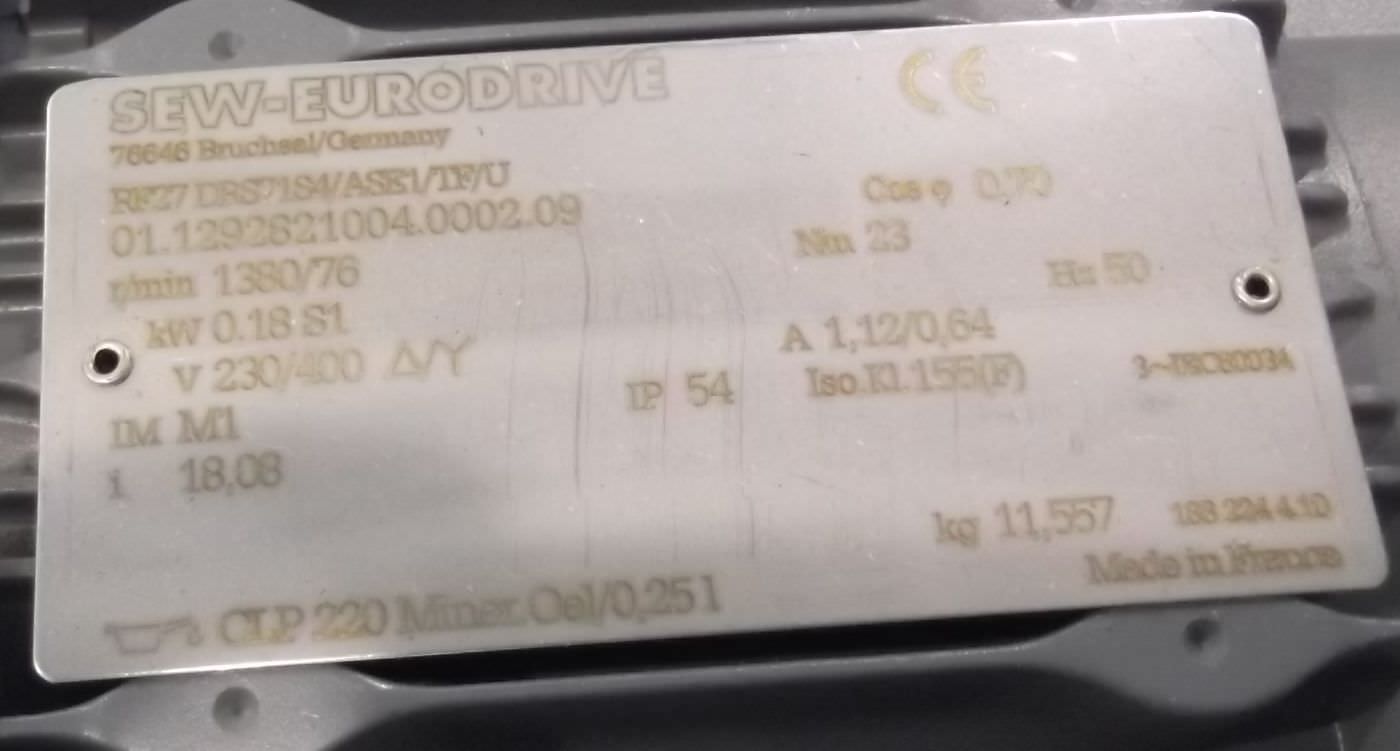 SEW-EURODRIVE CE
76646 Bruchsal/Germany
RF27 DRS71S4/ASE1/TF/U Cos φ 0,70
01.1292621004.0002.09 Nm 23
r/min 1380/76 Hz 50
kW 0.18 S1 A 1,12/0,64
V 230/400 Δ/Y IP 54 Iso.Kl.155(F) 3~IEC60034
IM M1
i 18,08
kg 11,557 188 224 4.10
Made in France
CLP 220 Miner.Oel/0,25 l